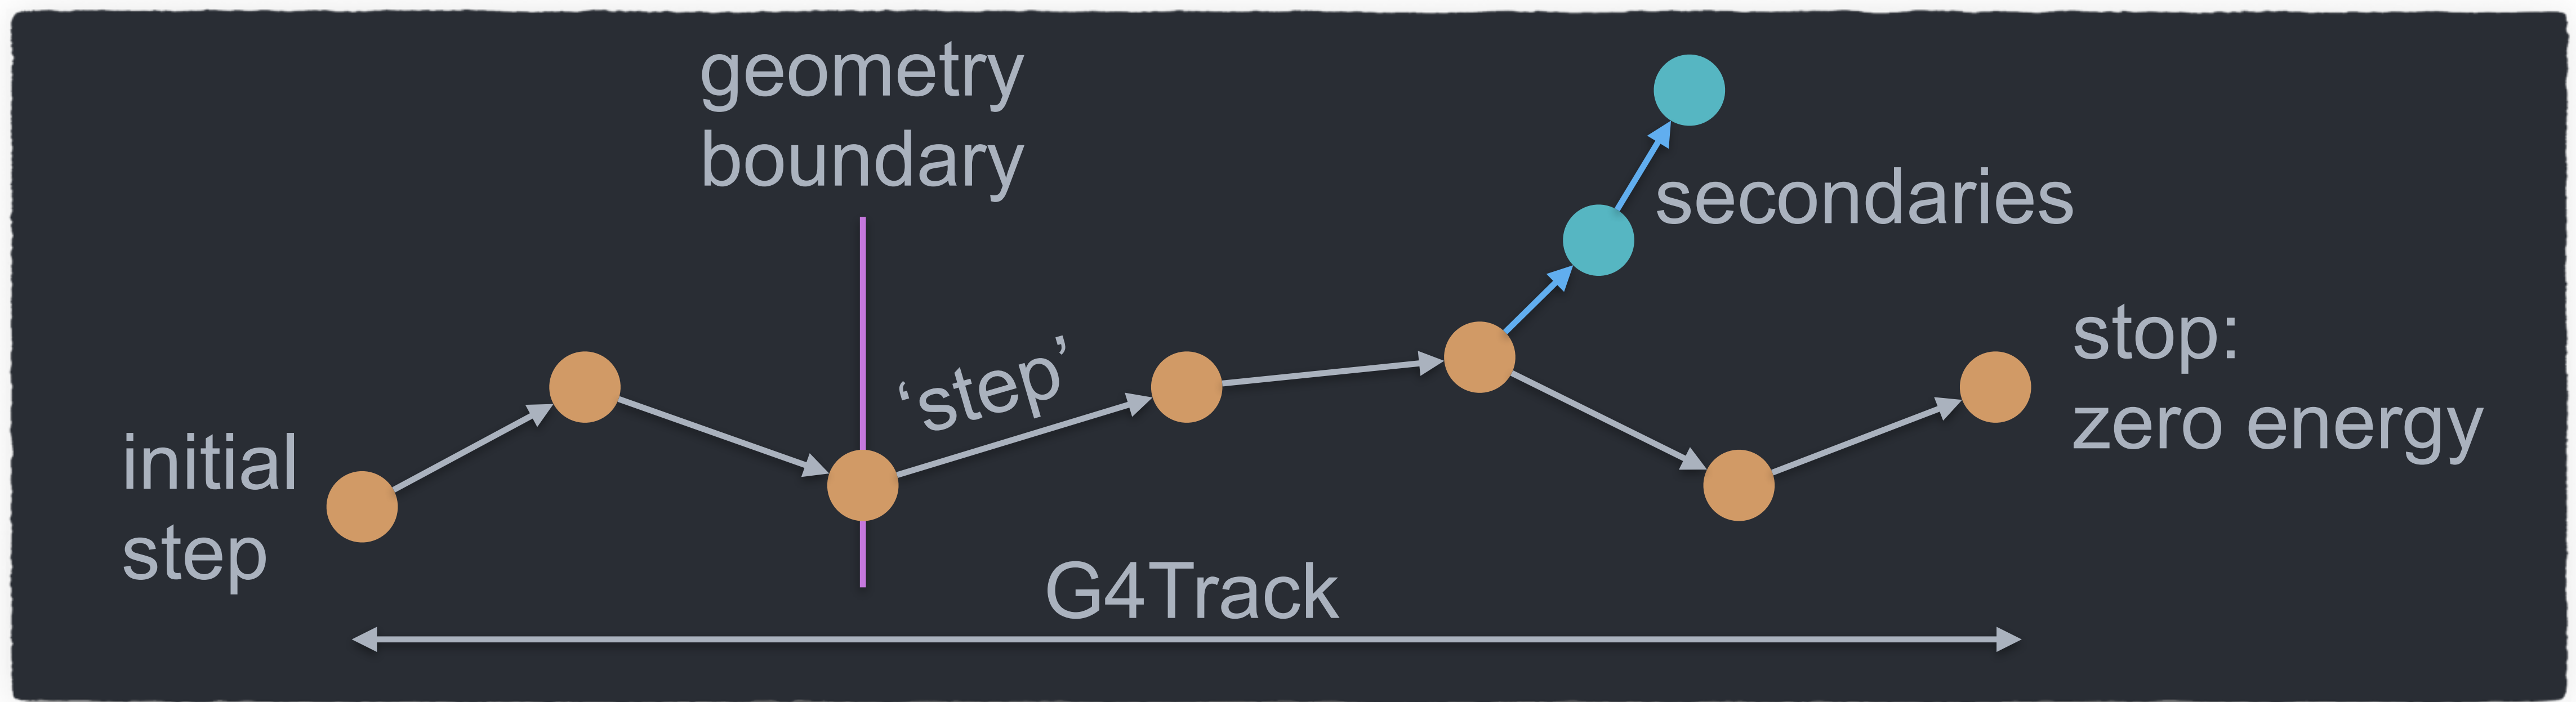 geometry
boundary
secondaries
‘step’
stop:
zero energy
initial
step
G4Track